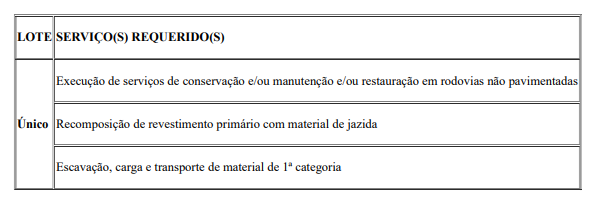 LOTE SERVIÇO(S) REQUERIDO(S)
Execução de serviços de conservação e/ou manutenção e/ou restauração em rodovias não pavimentadas
Único Recomposição de revestimento primário com material de jazida
Escavação, carga e transporte de material de 1ª categoria